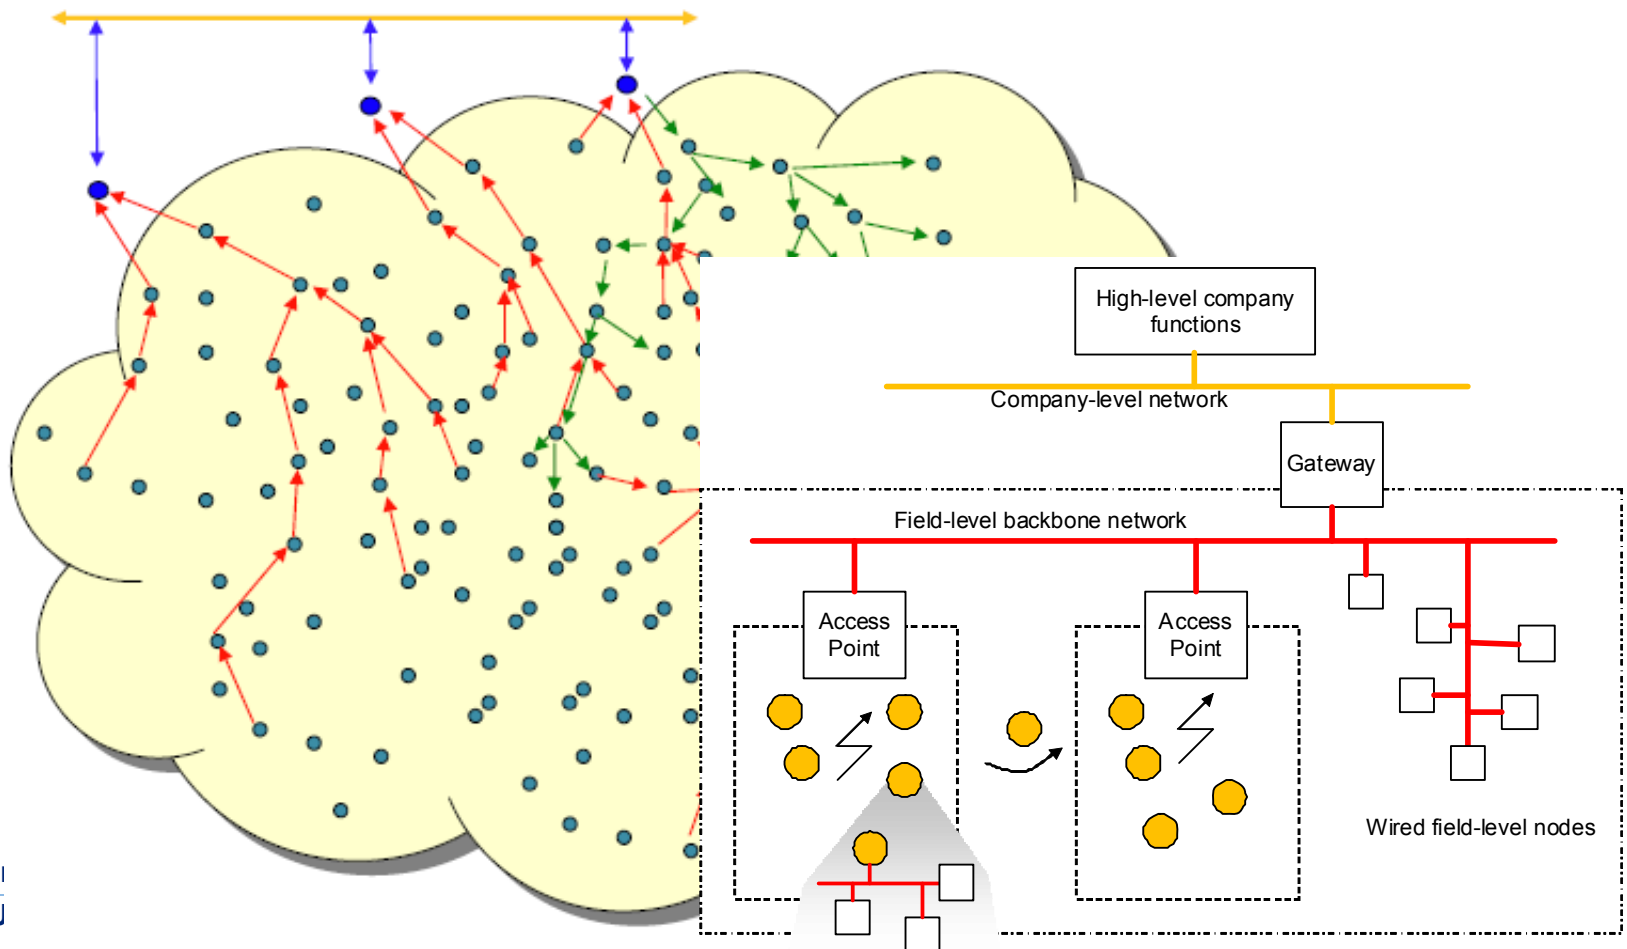 High-level company
functions
Company-level network
Gateway
Field-level backbone network
Access
Point
Access
Point
Wired field-level nodes